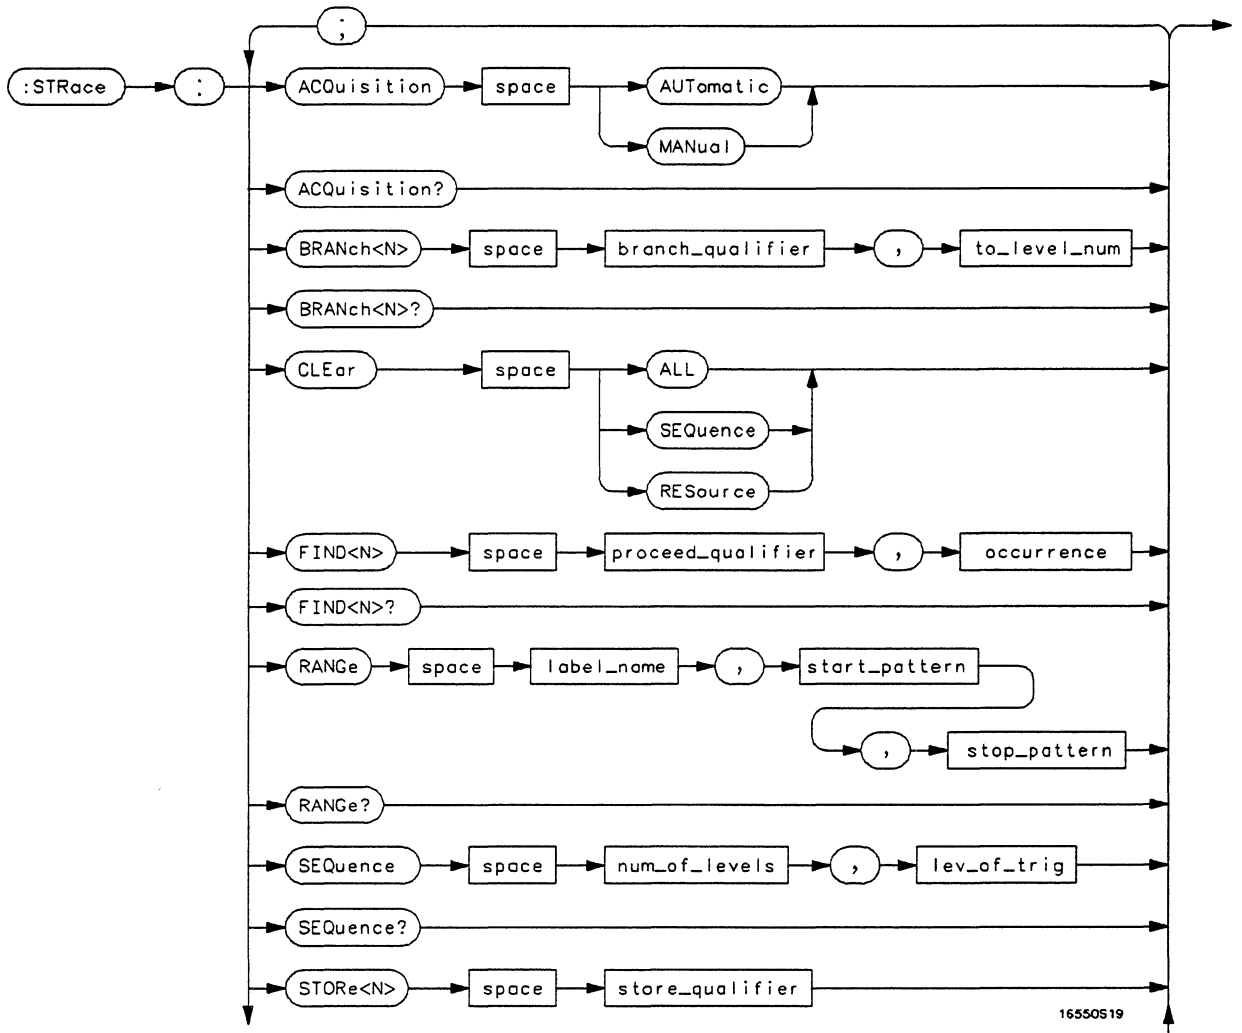 ;
:STRace : ACQuisition space AUTomatic
MANual
ACQuisition?
BRANch<N> space branch_qualifier , to_level_num
BRANch<N>?
CLEar space ALL
SEQuence
RESource
FIND<N> space proceed_qualifier , occurrence
FIND<N>?
RANGe space label_name , start_pattern
, stop_pattern
RANGe?
SEQuence space num_of_levels , lev_of_trig
SEQuence?
STORe<N> space store_qualifier
16550S19